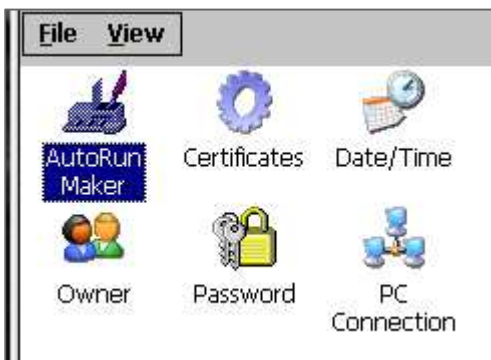 File View
AutoRun Maker
Certificates
Date/Time
Owner
Password
PC Connection